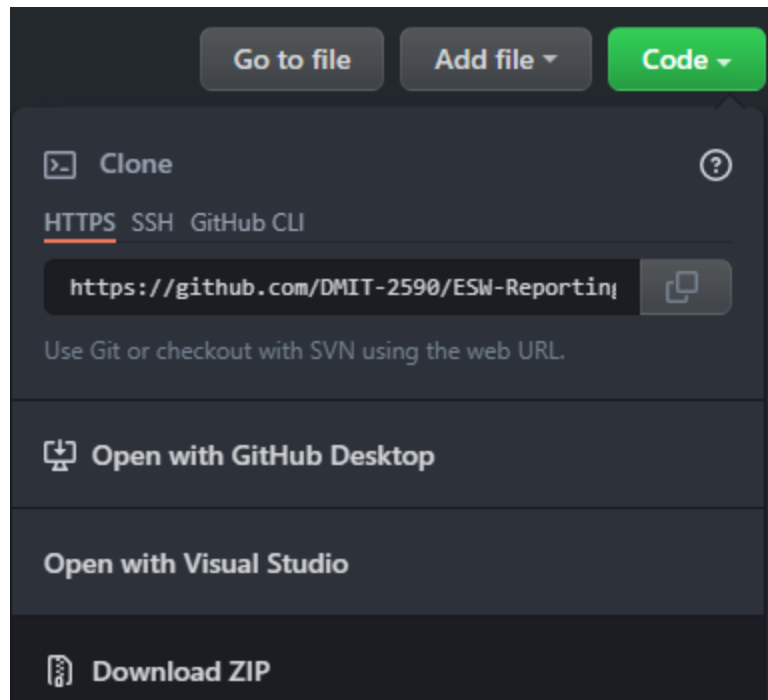 Go to file Add file Code
Clone
HTTPS SSH GitHub CLI
https://github.com/DMIT-2590/ESW-Reporting
Use Git or checkout with SVN using the web URL.
Open with GitHub Desktop
Open with Visual Studio
Download ZIP